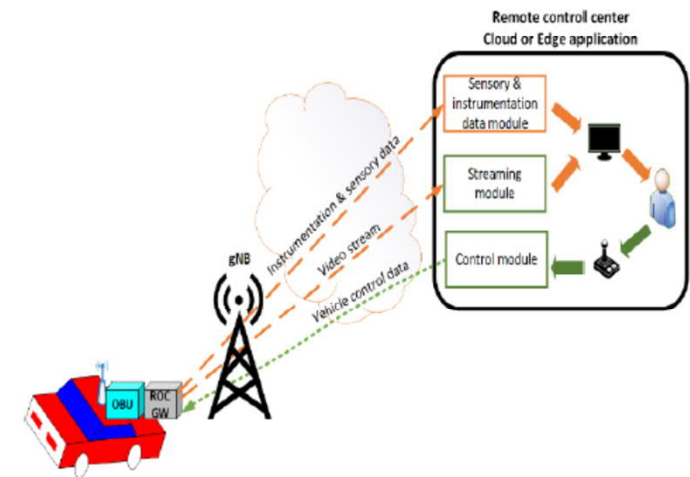 Remote control center
Cloud or Edge application
Sensory &
instrumentation
data module
Streaming
module
Control module
Instrumentation & sensory data
Video stream
Vehicle control data
gNB
OBU
ROC
GW